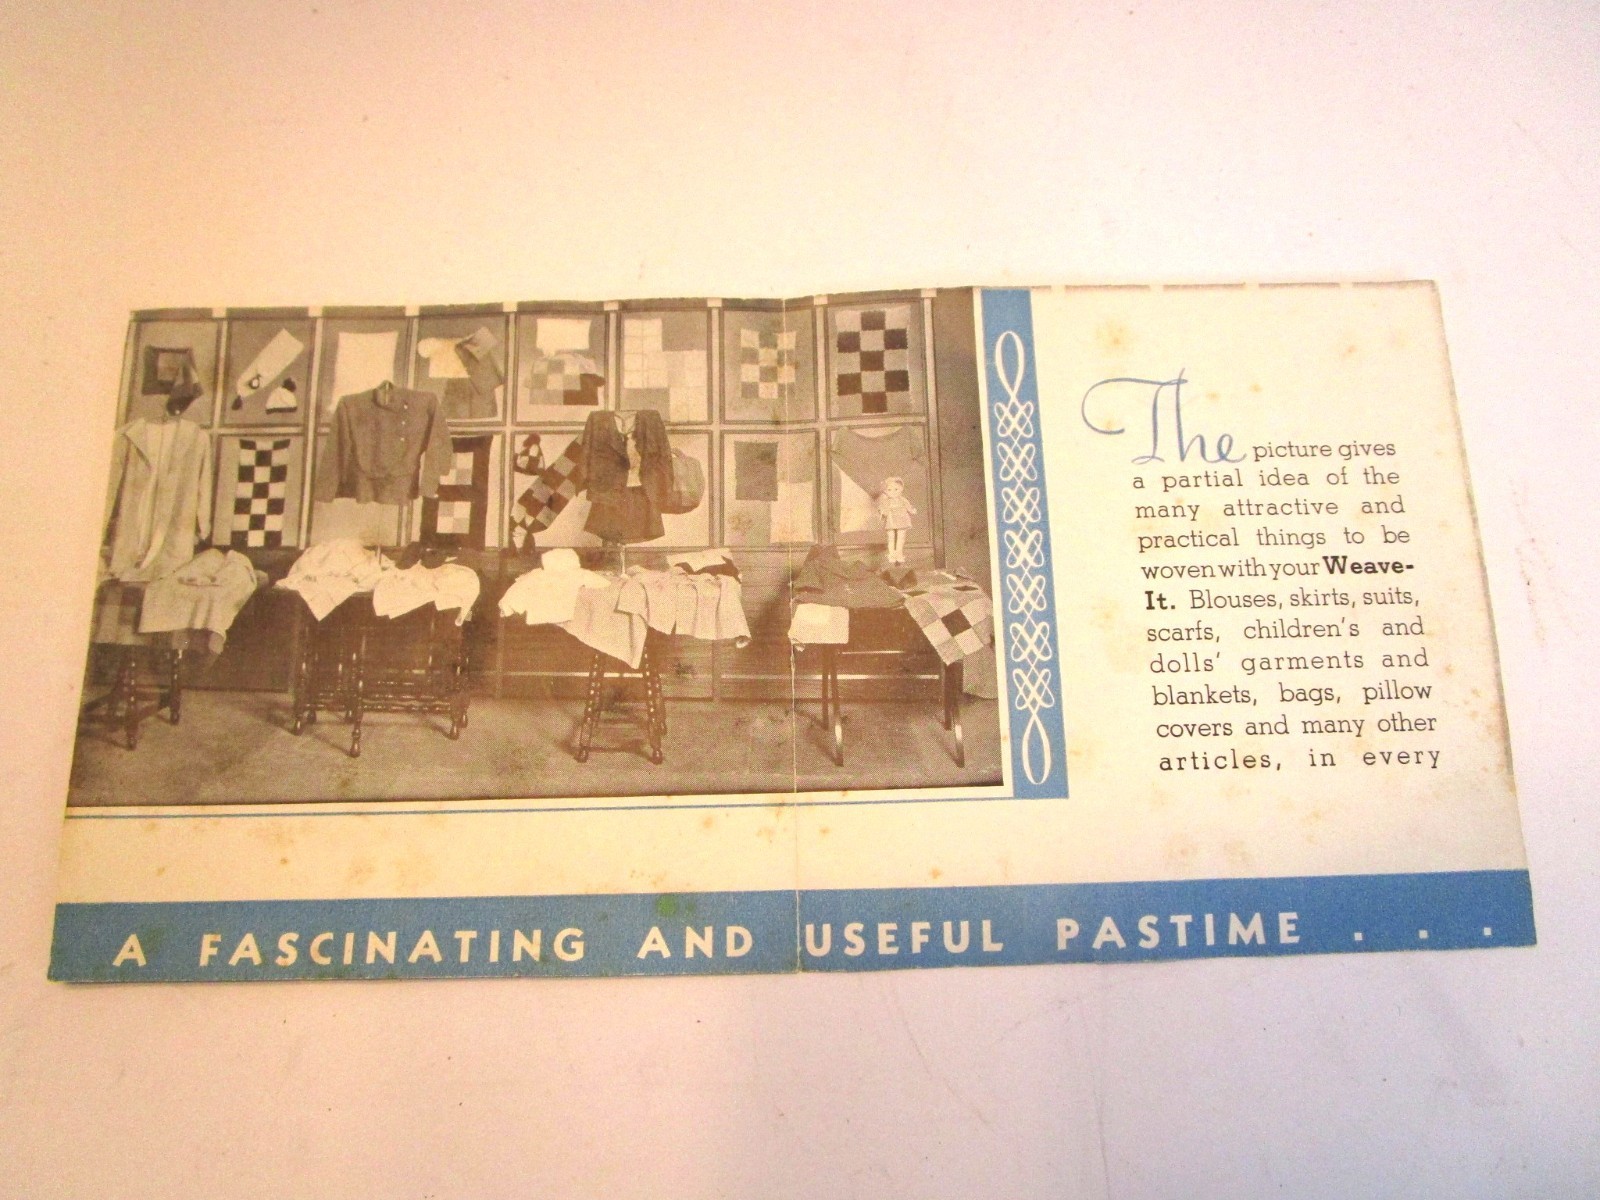 The picture gives
a partial idea of the
many attractive and
practical things to be
woven with your Weave-
It. Blouses, skirts, suits,
scarfs, children's and
dolls' garments and
blankets, bags, pillow
covers and many other
articles, in every
A FASCINATING AND USEFUL PASTIME . . .